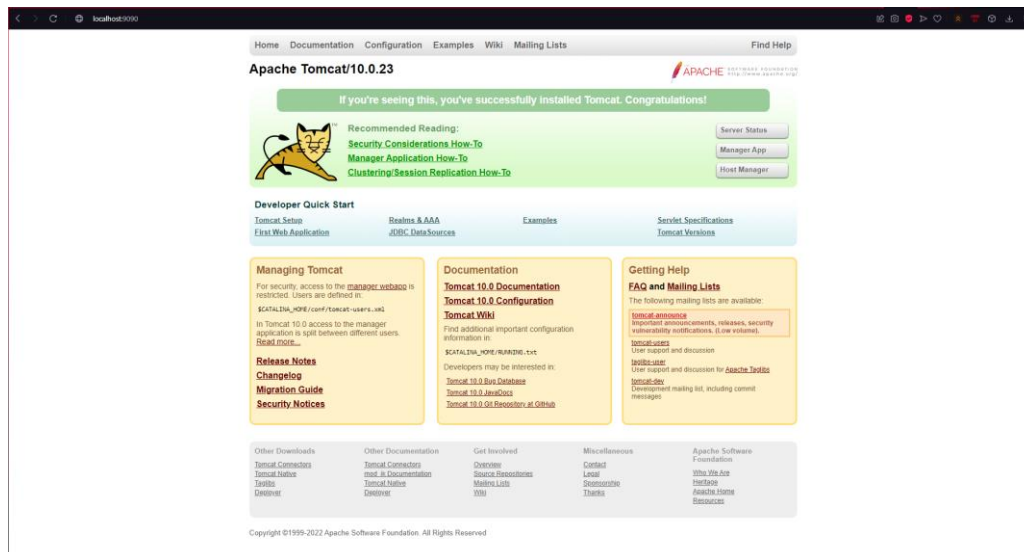 localhost:9090
Home Documentation Configuration Examples Wiki Mailing Lists Find Help
Apache Tomcat/10.0.23
APACHE SOFTWARE FOUNDATION
http://www.apache.org/
If you're seeing this, you've successfully installed Tomcat. Congratulations!
TM
Recommended Reading:
Security Considerations How-To
Manager Application How-To
Clustering/Session Replication How-To
Server Status
Manager App
Host Manager
Developer Quick Start
Tomcat Setup
First Web Application
Realms & AAA
JDBC DataSources
Examples
Servlet Specifications
Tomcat Versions
Managing Tomcat
For security, access to the manager webapp is
restricted. Users are defined in:
$CATALINA_HOME/conf/tomcat-users.xml
In Tomcat 10.0 access to the manager
application is split between different users.
Read more...
Release Notes
Changelog
Migration Guide
Security Notices
Documentation
Tomcat 10.0 Documentation
Tomcat 10.0 Configuration
Tomcat Wiki
Find additional important configuration
information in:
$CATALINA_HOME/RUNNING.txt
Developers may be interested in:
Tomcat 10.0 Bug Database
Tomcat 10.0 JavaDocs
Tomcat 10.0 Git Repository at GitHub
Getting Help
FAQ and Mailing Lists
The following mailing lists are available:
tomcat-announce
Important announcements, releases, security
vulnerability notifications. (Low volume).
tomcat-users
User support and discussion
taglibs-user
User support and discussion for Apache Taglibs
tomcat-dev
Development mailing list, including commit
messages
Other Downloads
Tomcat Connectors
Tomcat Native
Taglibs
Deployer
Other Documentation
Tomcat Connectors
mod_jk Documentation
Tomcat Native
Deployer
Get Involved
Overview
Source Repositories
Mailing Lists
Wiki
Miscellaneous
Contact
Legal
Sponsorship
Thanks
Apache Software
Foundation
Who We Are
Heritage
Apache Home
Resources
Copyright ©1999-2022 Apache Software Foundation. All Rights Reserved